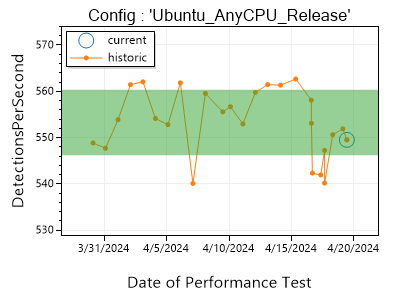 Config : 'Ubuntu_AnyCPU_Release'
current
historic
DetectionsPerSecond
570
560
550
540
530
3/31/2024
4/5/2024
4/10/2024
4/15/2024
4/20/2024
Date of Performance Test